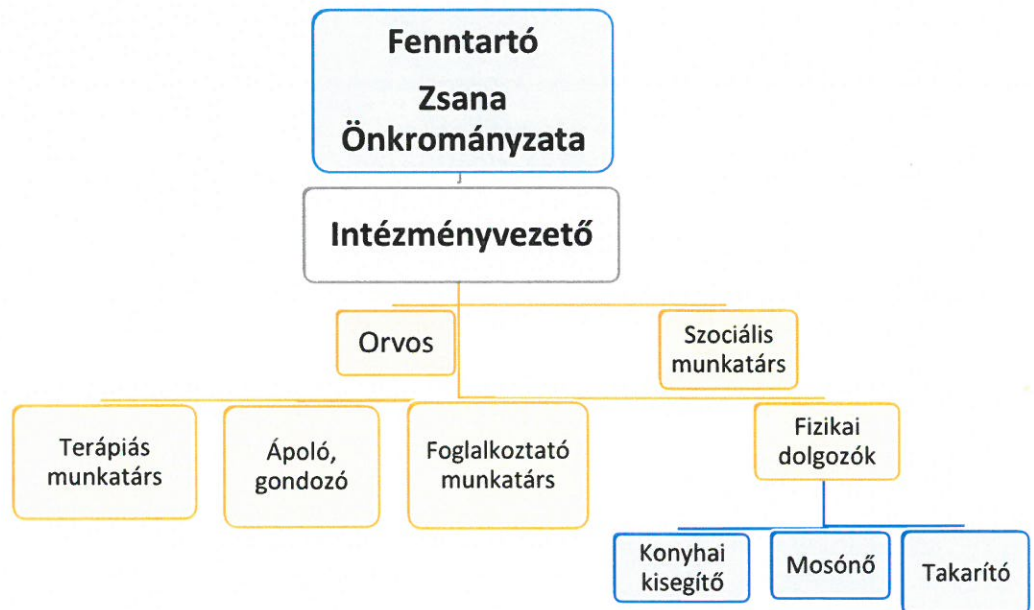 Fenntartó
Zsana
Önkrományzata
Intézményvezető
Orvos
Szociális
munkatárs
Terápiás
munkatárs
Ápoló,
gondozó
Foglalkoztató
munkatárs
Fizikai
dolgozók
Konyhai
kisegítő
Mosónő
Takarító